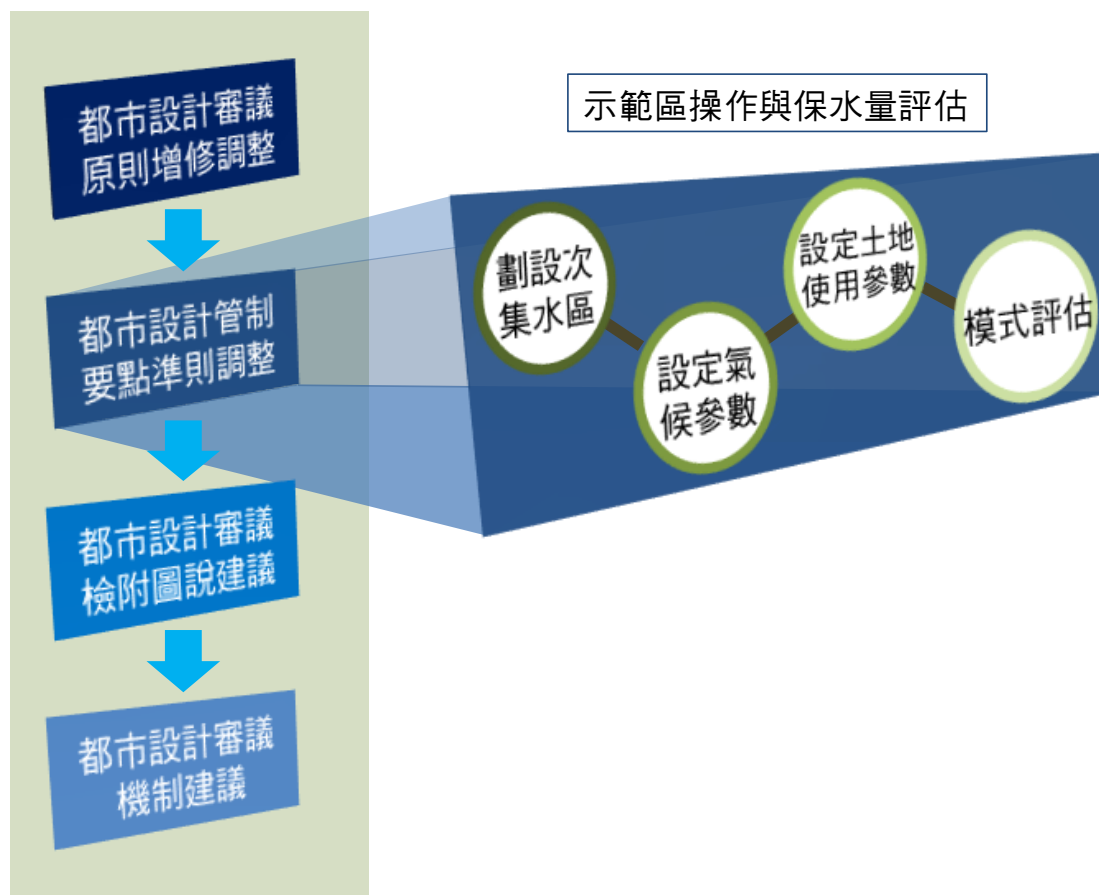 都市設計審議
原則增修調整
都市設計管制
要點準則調整
都市設計審議
檢附圖說建議
都市設計審議
機制建議
示範區操作與保水量評估
劃設次
集水區
設定氣
候參數
設定土地
使用參數
模式評估